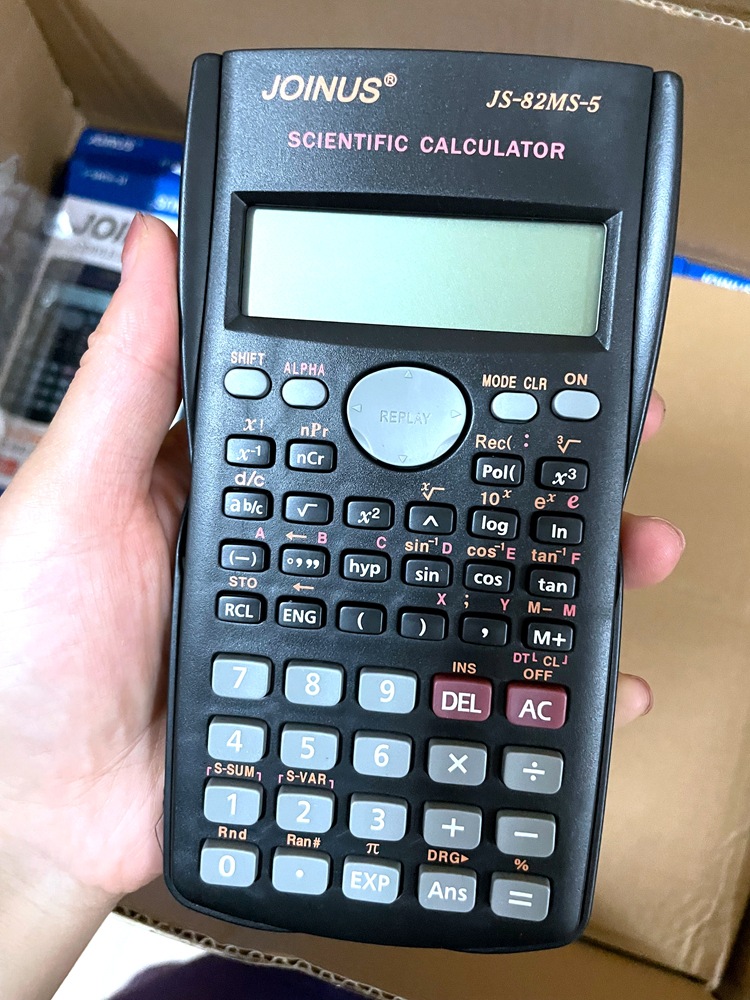 JOINUS® JS-82MS-5
SCIENTIFIC CALCULATOR
JOINUS
SHIFT ALPHA MODE CLR ON
REPLAY
x! nPr Rec( : ³√
x⁻¹ nCr Pol( x³
d/c ˣ√ 10ˣ eˣ e
a b/c √ x² ^ log ln
A ← B C sin⁻¹ D cos⁻¹ E tan⁻¹ F
(−) °,,, hyp sin cos tan
STO ← X ; Y M− M
RCL ENG ( ) , M+
DT CL
INS OFF
7 8 9 DEL AC
4 5 6 × ÷
S-SUM S-VAR
1 2 3 + −
Rnd Ran# π DRG▸ %
0 . EXP Ans =